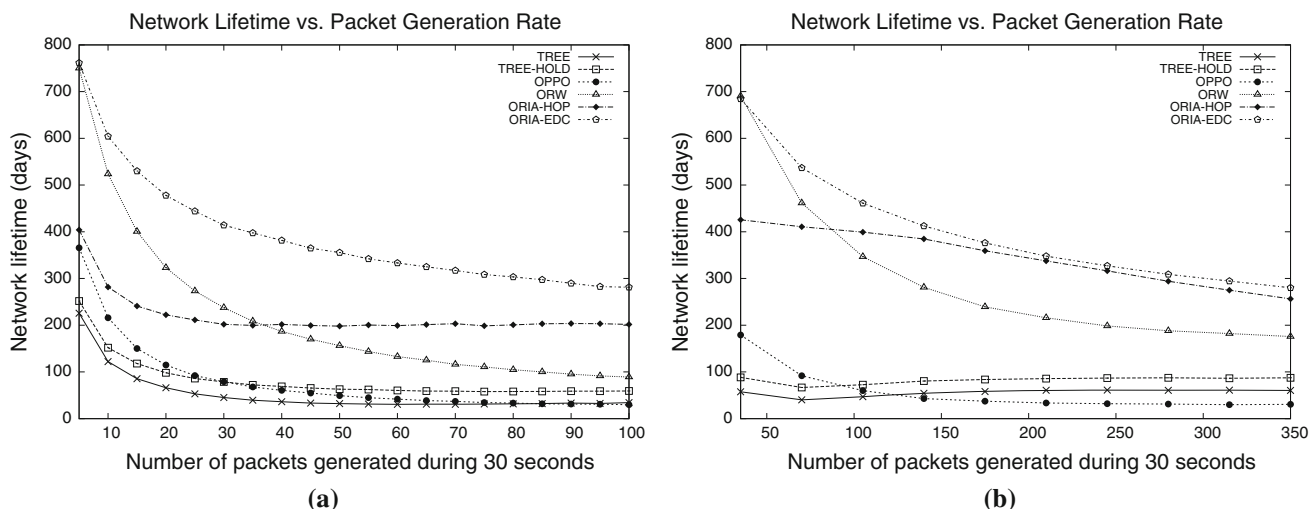 Network Lifetime vs. Packet Generation Rate
800
700
600
500
400
300
200
100
0
Network lifetime (days)
TREE
TREE-HOLD
OPPO
ORW
ORIA-HOP
ORIA-EDC
10 20 30 40 50 60 70 80 90 100
Number of packets generated during 30 seconds
(a)
Network Lifetime vs. Packet Generation Rate
800
700
600
500
400
300
200
100
0
Network lifetime (days)
TREE
TREE-HOLD
OPPO
ORW
ORIA-HOP
ORIA-EDC
50 100 150 200 250 300 350
Number of packets generated during 30 seconds
(b)